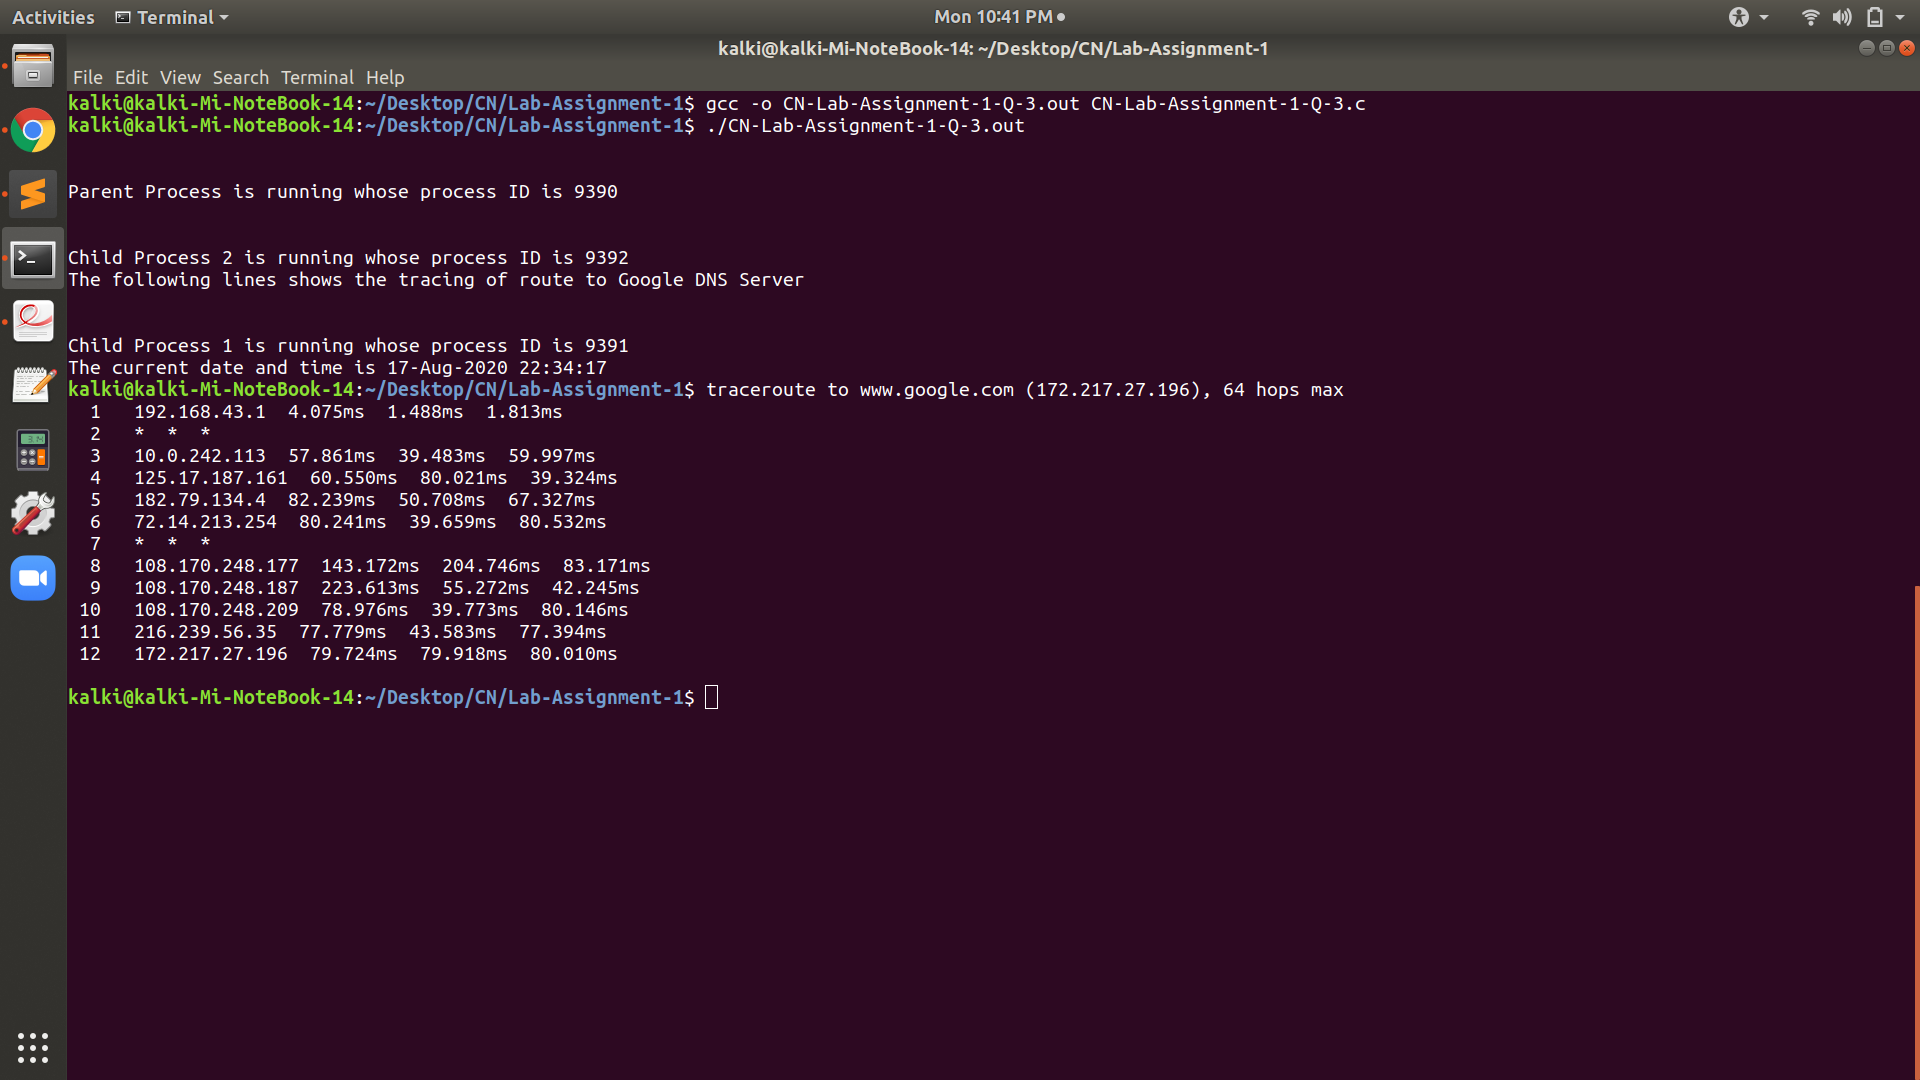 Activities Terminal Mon 10:41 PM
kalki@kalki-Mi-NoteBook-14: ~/Desktop/CN/Lab-Assignment-1
File Edit View Search Terminal Help
kalki@kalki-Mi-NoteBook-14:~/Desktop/CN/Lab-Assignment-1$ gcc -o CN-Lab-Assignment-1-Q-3.out CN-Lab-Assignment-1-Q-3.c
kalki@kalki-Mi-NoteBook-14:~/Desktop/CN/Lab-Assignment-1$ ./CN-Lab-Assignment-1-Q-3.out
Parent Process is running whose process ID is 9390
Child Process 2 is running whose process ID is 9392
The following lines shows the tracing of route to Google DNS Server
Child Process 1 is running whose process ID is 9391
The current date and time is 17-Aug-2020 22:34:17
kalki@kalki-Mi-NoteBook-14:~/Desktop/CN/Lab-Assignment-1$ traceroute to www.google.com (172.217.27.196), 64 hops max
1 192.168.43.1 4.075ms 1.488ms 1.813ms
2 * * *
3 10.0.242.113 57.861ms 39.483ms 59.997ms
4 125.17.187.161 60.550ms 80.021ms 39.324ms
5 182.79.134.4 82.239ms 50.708ms 67.327ms
6 72.14.213.254 80.241ms 39.659ms 80.532ms
7 * * *
8 108.170.248.177 143.172ms 204.746ms 83.171ms
9 108.170.248.187 223.613ms 55.272ms 42.245ms
10 108.170.248.209 78.976ms 39.773ms 80.146ms
11 216.239.56.35 77.779ms 43.583ms 77.394ms
12 172.217.27.196 79.724ms 79.918ms 80.010ms
kalki@kalki-Mi-NoteBook-14:~/Desktop/CN/Lab-Assignment-1$